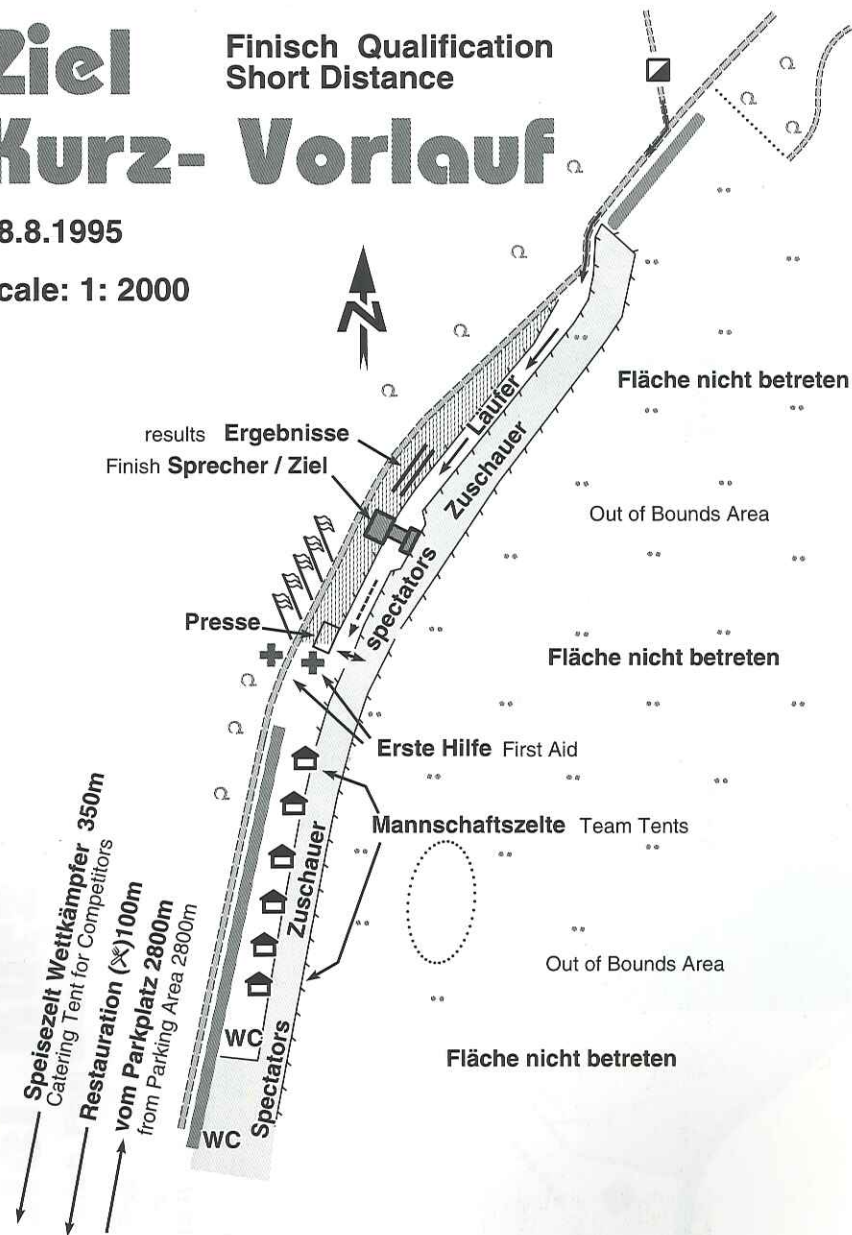 Ziel
Finisch Qualification
Short Distance
Kurz- Vorlauf
8.8.1995
cale: 1: 2000
N
Fläche nicht betreten
Läufer
Zuschauer
results Ergebnisse
Finish Sprecher / Ziel
Out of Bounds Area
spectators
Presse
Fläche nicht betreten
Erste Hilfe First Aid
Mannschaftszelte Team Tents
Zuschauer
Out of Bounds Area
Speisezelt Wettkämpfer 350m
Catering Tent for Competitors
Restauration 100m
vom Parkplatz 2800m
from Parking Area 2800m
WC
Spectators
Fläche nicht betreten
WC